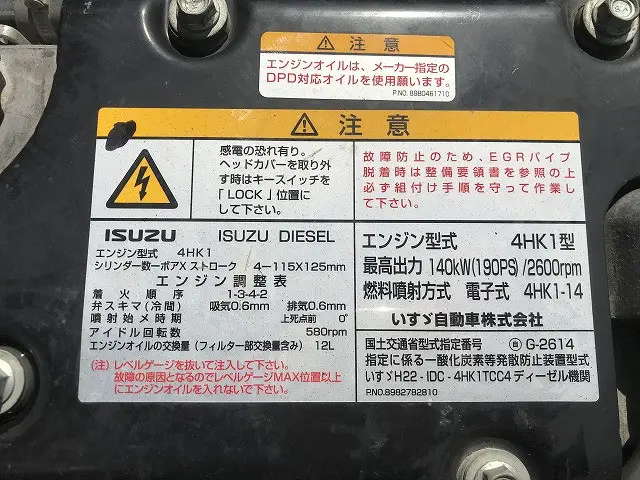 注意
エンジンオイルは、メーカー指定の
DPD対応オイルを使用願います。
P.NO. 8980461710
注意
感電の恐れ有り。
ヘッドカバーを取り外
す時はキースイッチを
「LOCK」位置に
して下さい。
故障防止のため、EGRパイプ
脱着時は整備要領書を参照の上
必ず組付け手順を守って作業し
て下さい。
ISUZU ISUZU DIESEL
エンジン型式 4HK1
シリンダー数ーボアXストローク 4-115X125mm
エンジン調整表
着火順序 1-3-4-2
弁スキマ(冷間) 吸気0.6mm 排気0.6mm
噴射始メ時期 上死点前 0°
アイドル回転数 580rpm
エンジンオイルの交換量(フィルター部交換量含み) 12L
(注) レベルゲージを抜いて注入して下さい。
故障の原因となるのでレベルゲージMAX位置以上
にエンジンオイルを入れないで下さい。
エンジン型式 4HK1型
最高出力 140kW(190PS)/2600rpm
燃料噴射方式 電子式 4HK1-14
いすゞ自動車株式会社
国土交通省型式指定番号 G-2614
指定に係る一酸化炭素等発散防止装置型式
いすゞH22-IDC-4HK1TCC4ディーゼル機関
P.NO.8982782810